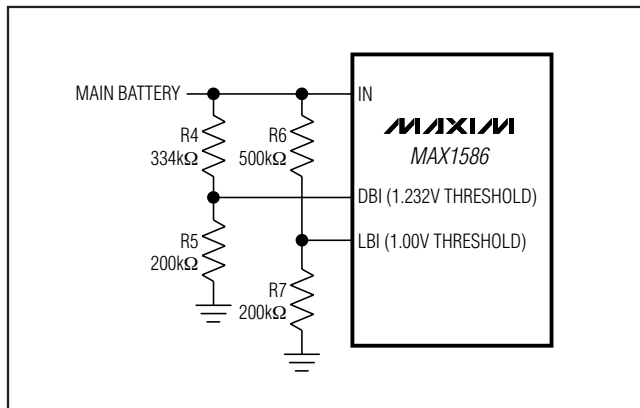 MAIN BATTERY
IN
R4
334kΩ
R6
500kΩ
MAXIM
MAX1586
DBI (1.232V THRESHOLD)
LBI (1.00V THRESHOLD)
R5
200kΩ
R7
200kΩ